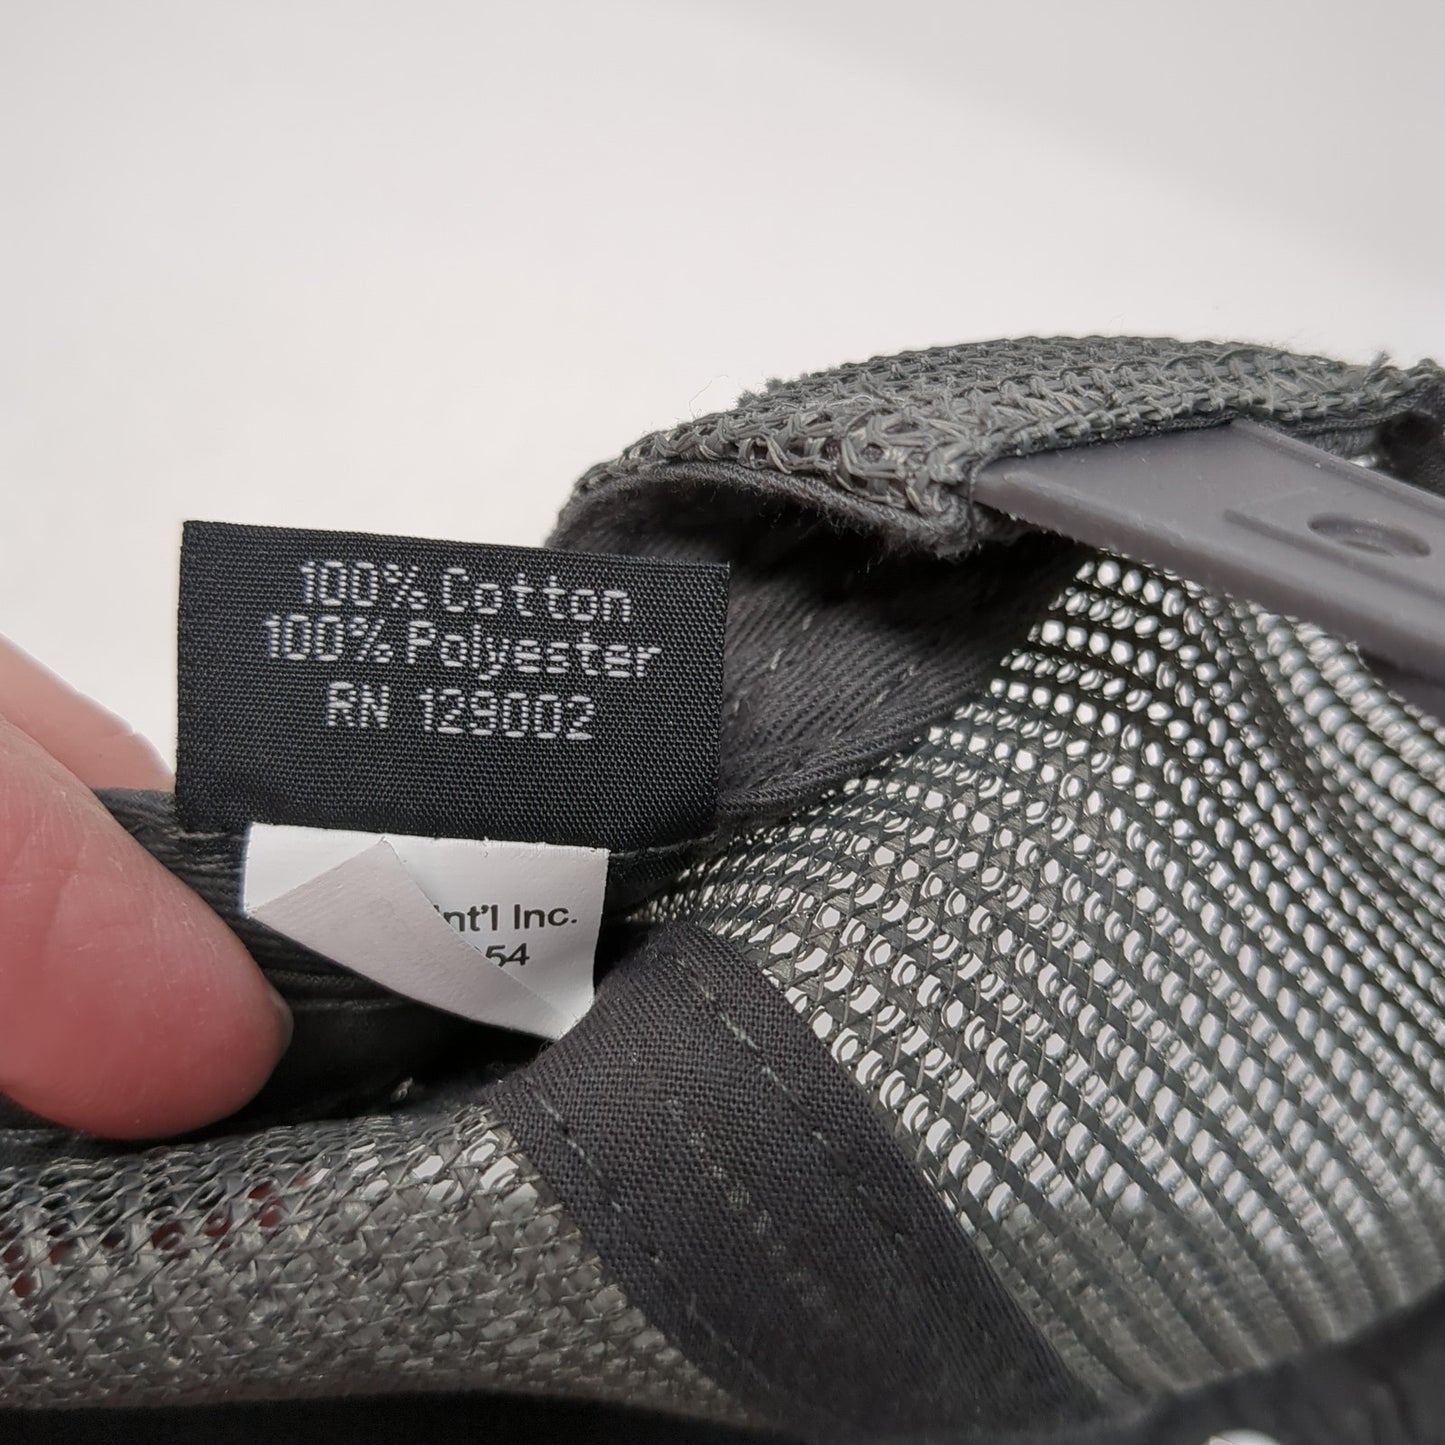 100% Cotton
100% Polyester
RN 129002
Int'l Inc.
54